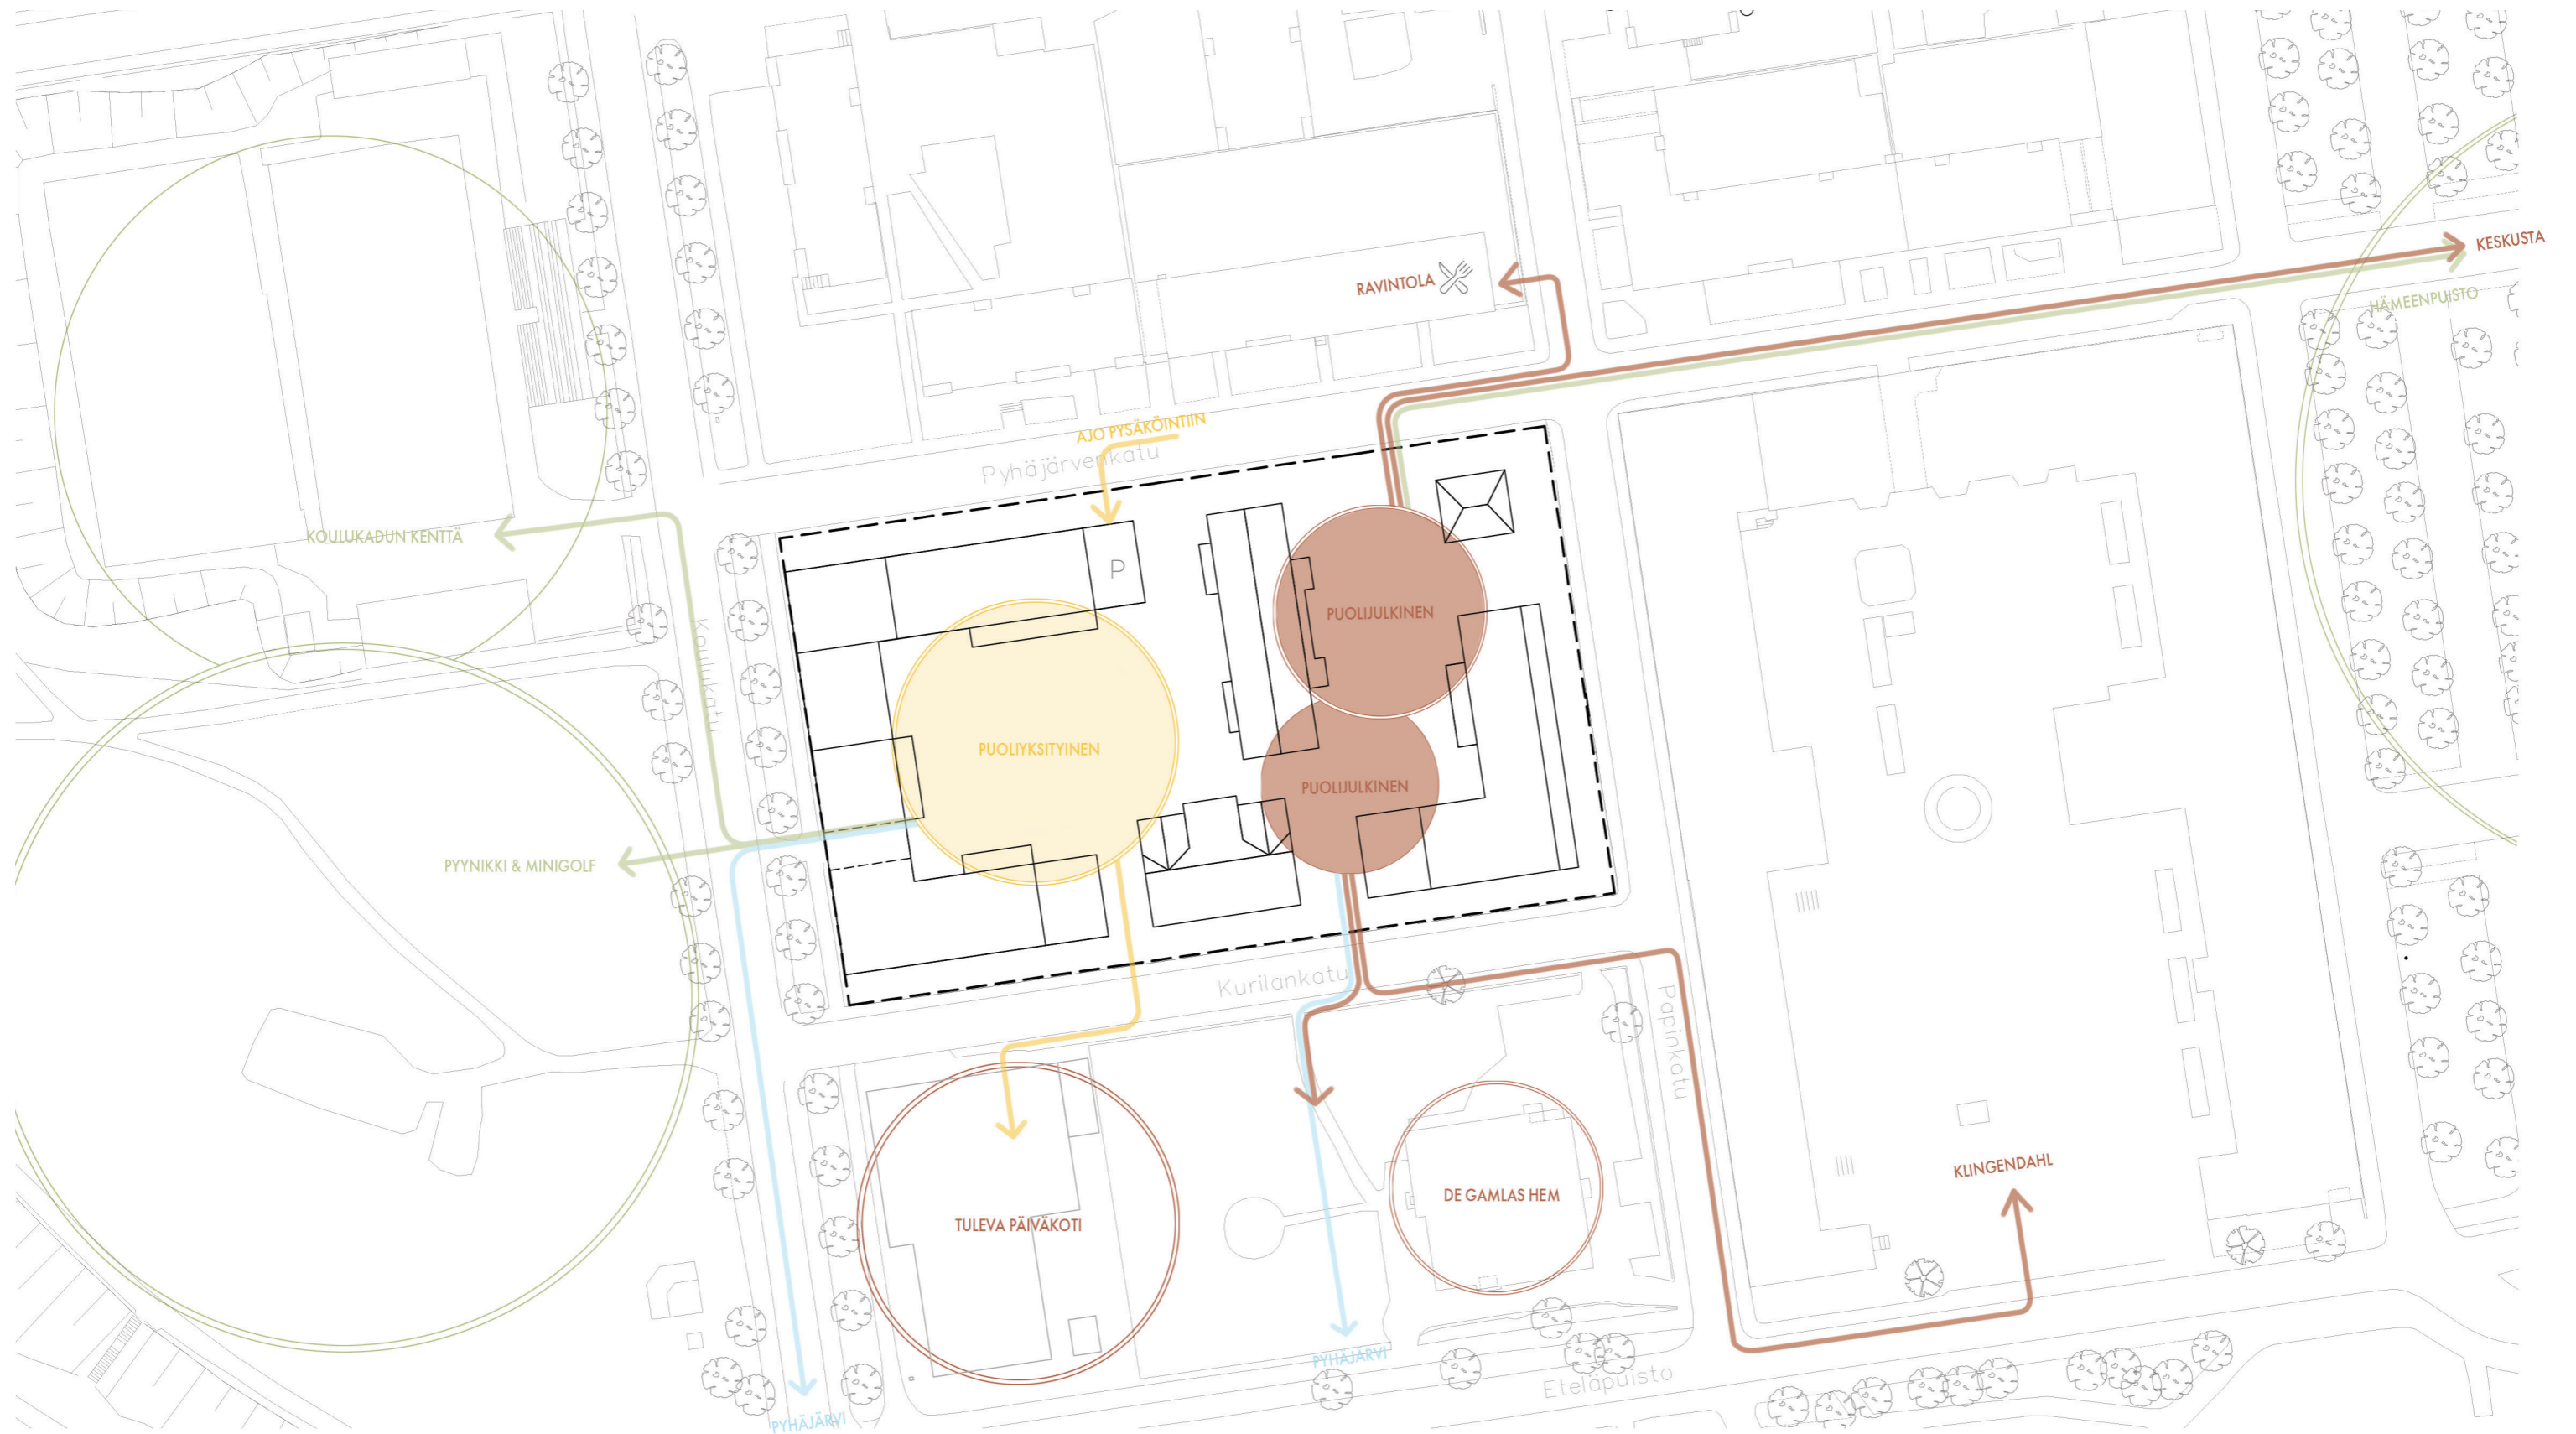 KESKUSTA
RAVINTOLA
HÄMEENPUISTO
AJO PYSÄKÖINTIIN
Pyhäjärvenkatu
KOULUKADUN KENTTÄ
P
PUOLIJULKINEN
Koulukatu
PUOLIYKSITYINEN
PUOLIJULKINEN
PYYNIKKI & MINIGOLF
Kurilankatu
Papinkatu
KLINGENDAHL
DE GAMLAS HEM
TULEVA PÄIVÄKOTI
PYHÄJÄRVI
Eteläpuisto
PYHÄJÄRVI